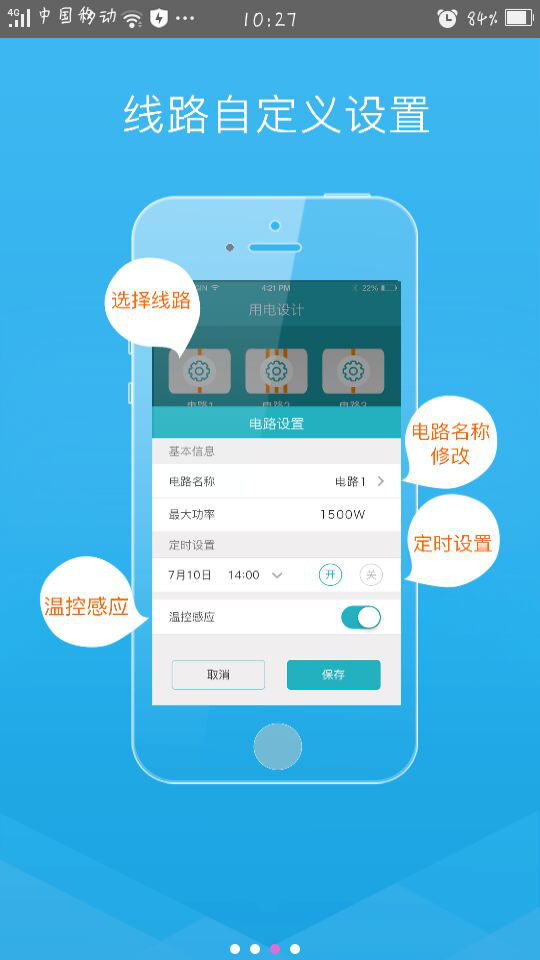 4G 中国移动 10:27 84%
线路自定义设置
4:21 PM 22%
选择线路
用电设计
电路1 电路2 电路3
电路设置
基本信息
电路名称
修改
电路名称 电路1
最大功率 1500W
定时设置
定时设置
7月10日 14:00 开 关
温控感应
温控感应
取消 保存